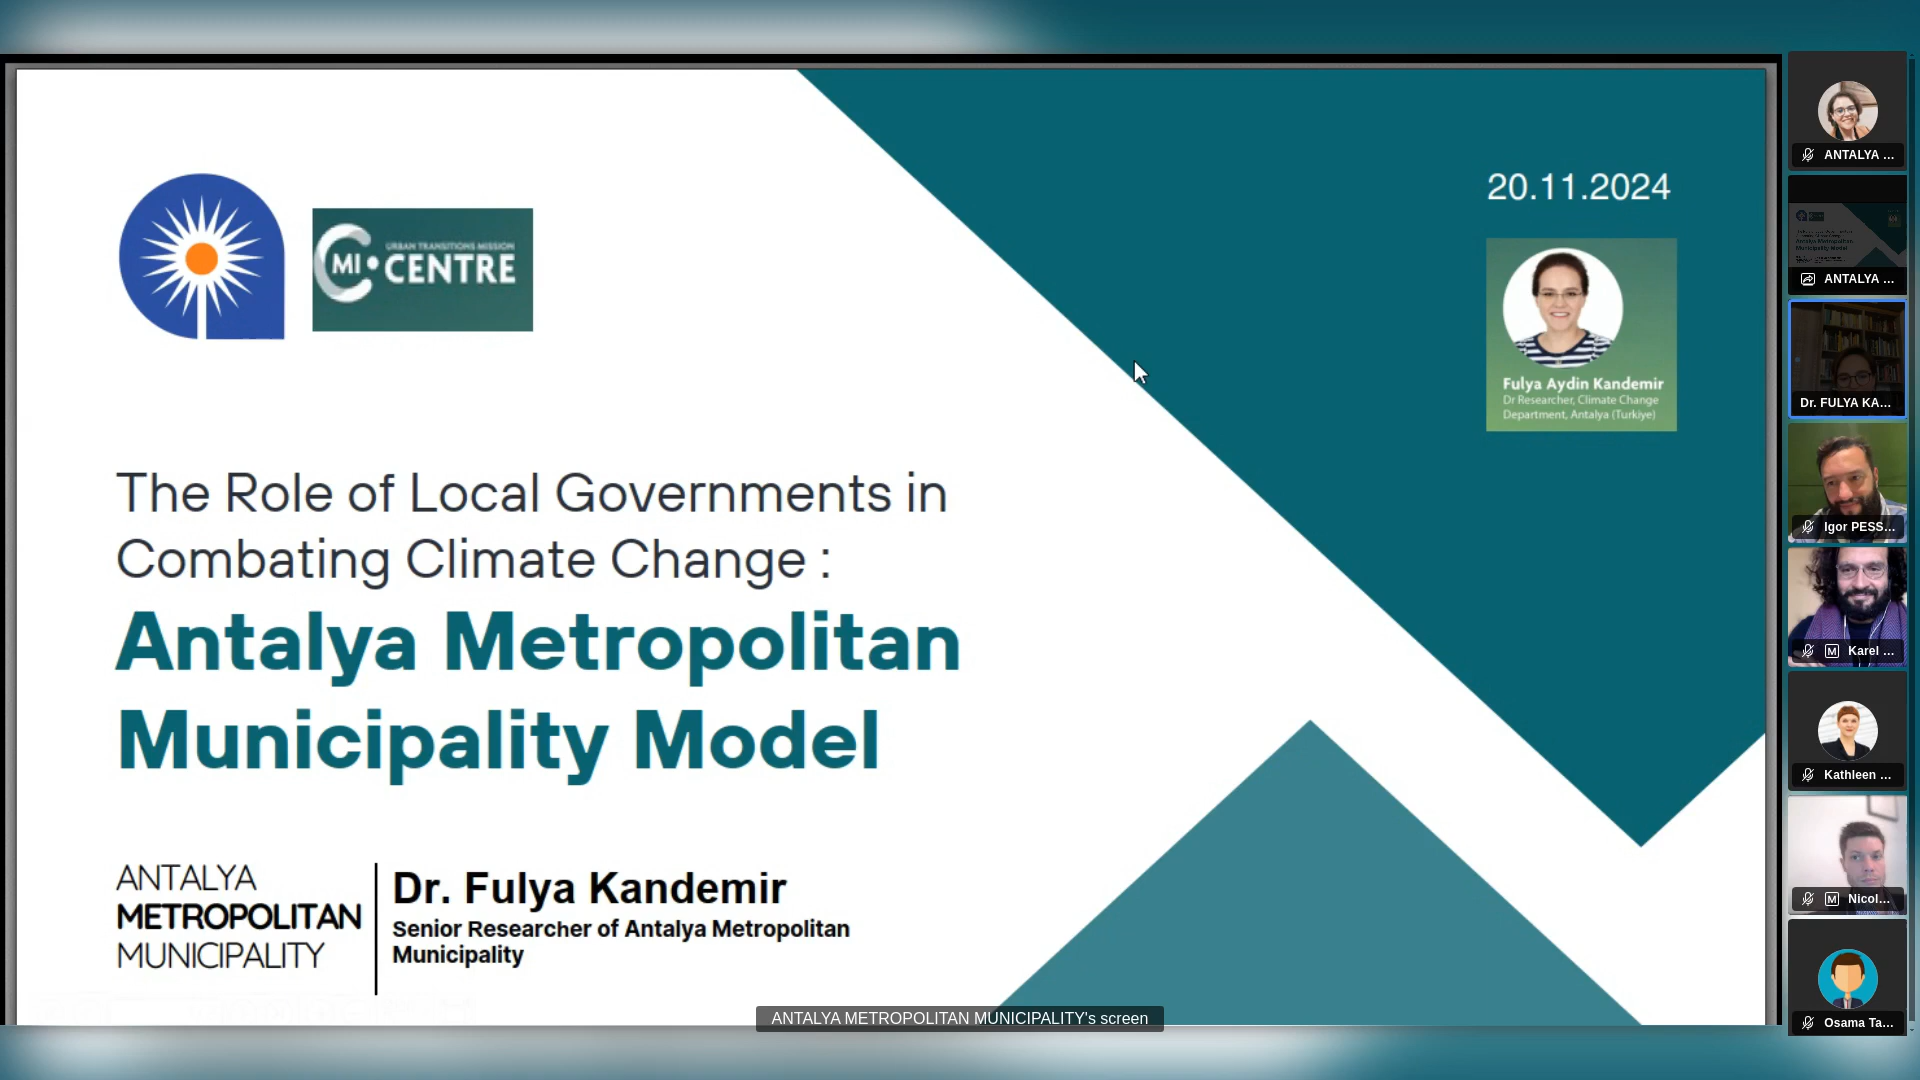 URBAN TRANSITIONS MISSION
MI
CENTRE
20.11.2024
Fulya Aydin Kandemir
Dr Researcher, Climate Change
Department, Antalya (Turkiye)
The Role of Local Governments in
Combating Climate Change :
Antalya Metropolitan
Municipality Model
ANTALYA
METROPOLITAN
MUNICIPALITY
Dr. Fulya Kandemir
Senior Researcher of Antalya Metropolitan
Municipality
ANTALYA METROPOLITAN MUNICIPALITY's screen
ANTALYA ...
ANTALYA ...
Dr. FULYA KA...
Igor PESS...
M Karel ...
Kathleen ...
M Nicol...
Osama Ta...